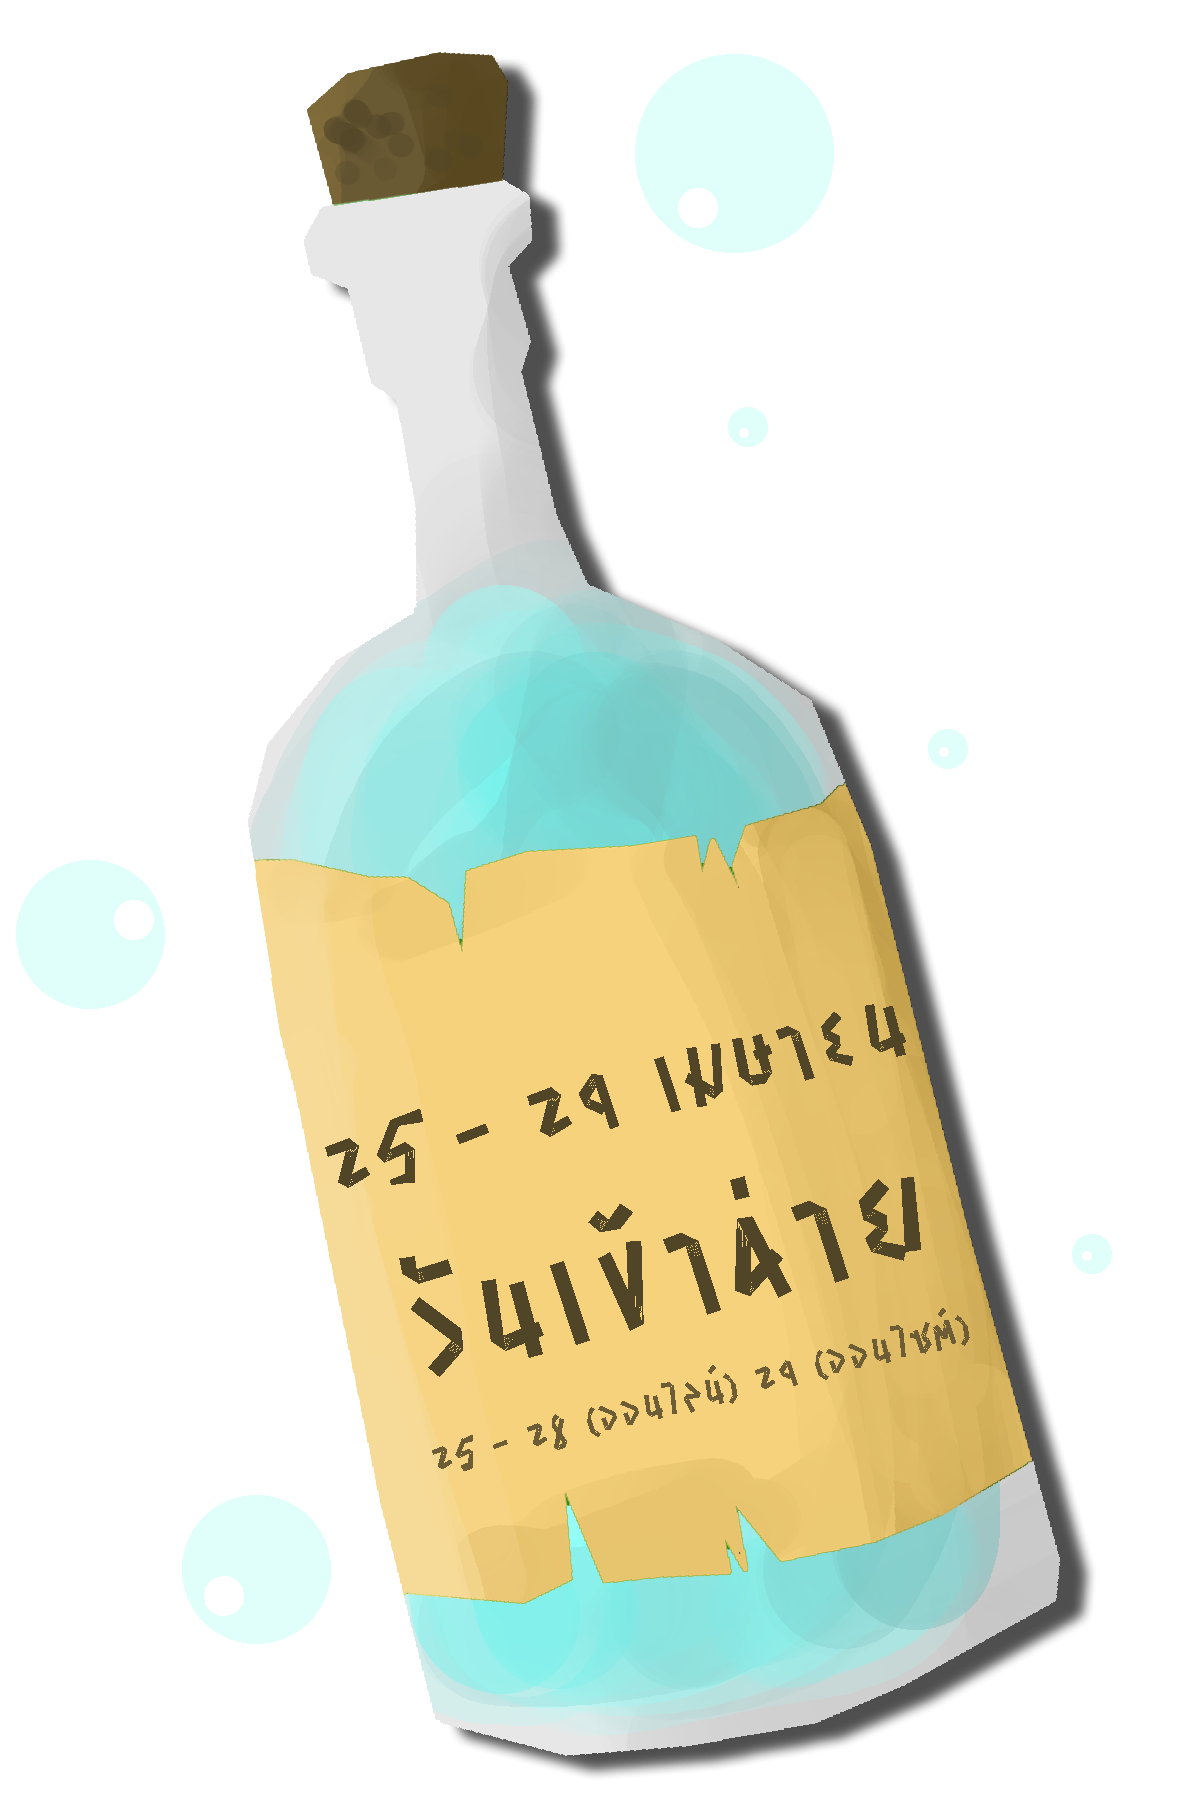 25 - 29 เมษายน
วันเข้าค่าย
25 - 28 (ออนไลน์) 29 (ออนไซต์)